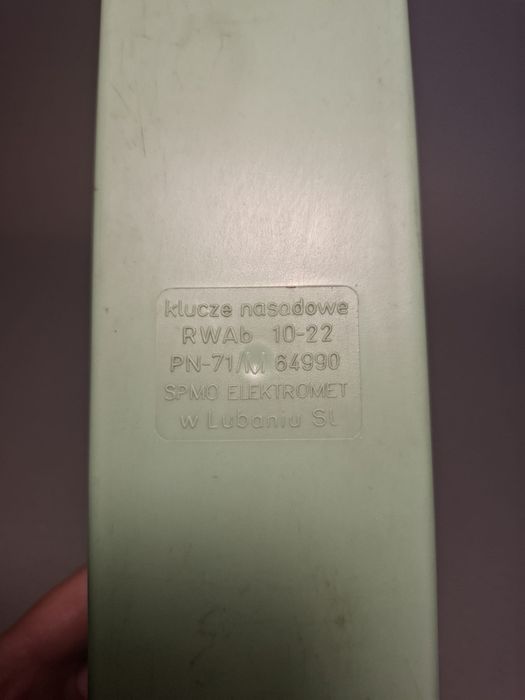 klucze nasadowe
RWAb 10-22
PN-71/M 64990
SPMO ELEKTROMET
w Lubaniu Sl